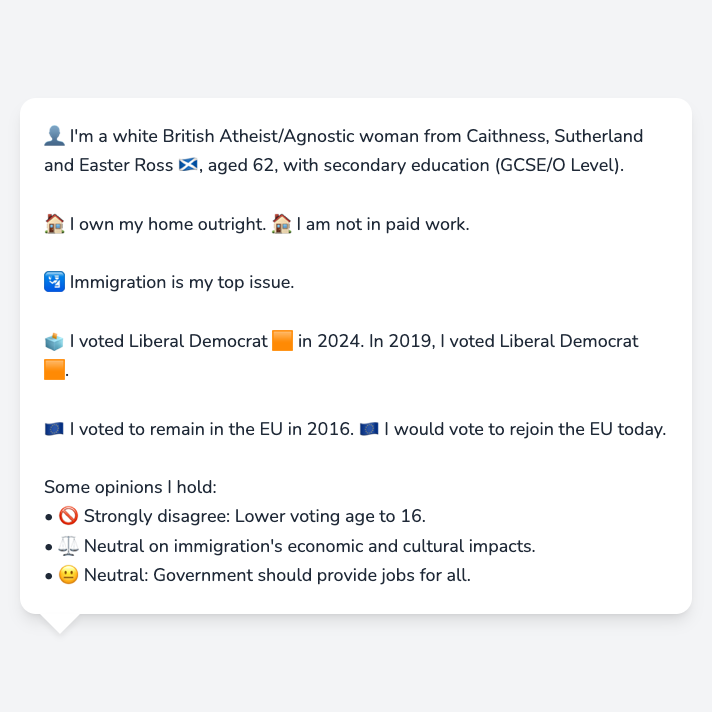 👤 I'm a white British Atheist/Agnostic woman from Caithness, Sutherland
and Easter Ross 🏴󠁧󠁢󠁳󠁣󠁴󠁿, aged 62, with secondary education (GCSE/O Level).
🏠 I own my home outright. 🏠 I am not in paid work.
🛂 Immigration is my top issue.
🗳️ I voted Liberal Democrat 🟧 in 2024. In 2019, I voted Liberal Democrat
🟧.
🇪🇺 I voted to remain in the EU in 2016. 🇪🇺 I would vote to rejoin the EU today.
Some opinions I hold:
• 🚫 Strongly disagree: Lower voting age to 16.
• ⚖️ Neutral on immigration's economic and cultural impacts.
• 😐 Neutral: Government should provide jobs for all.